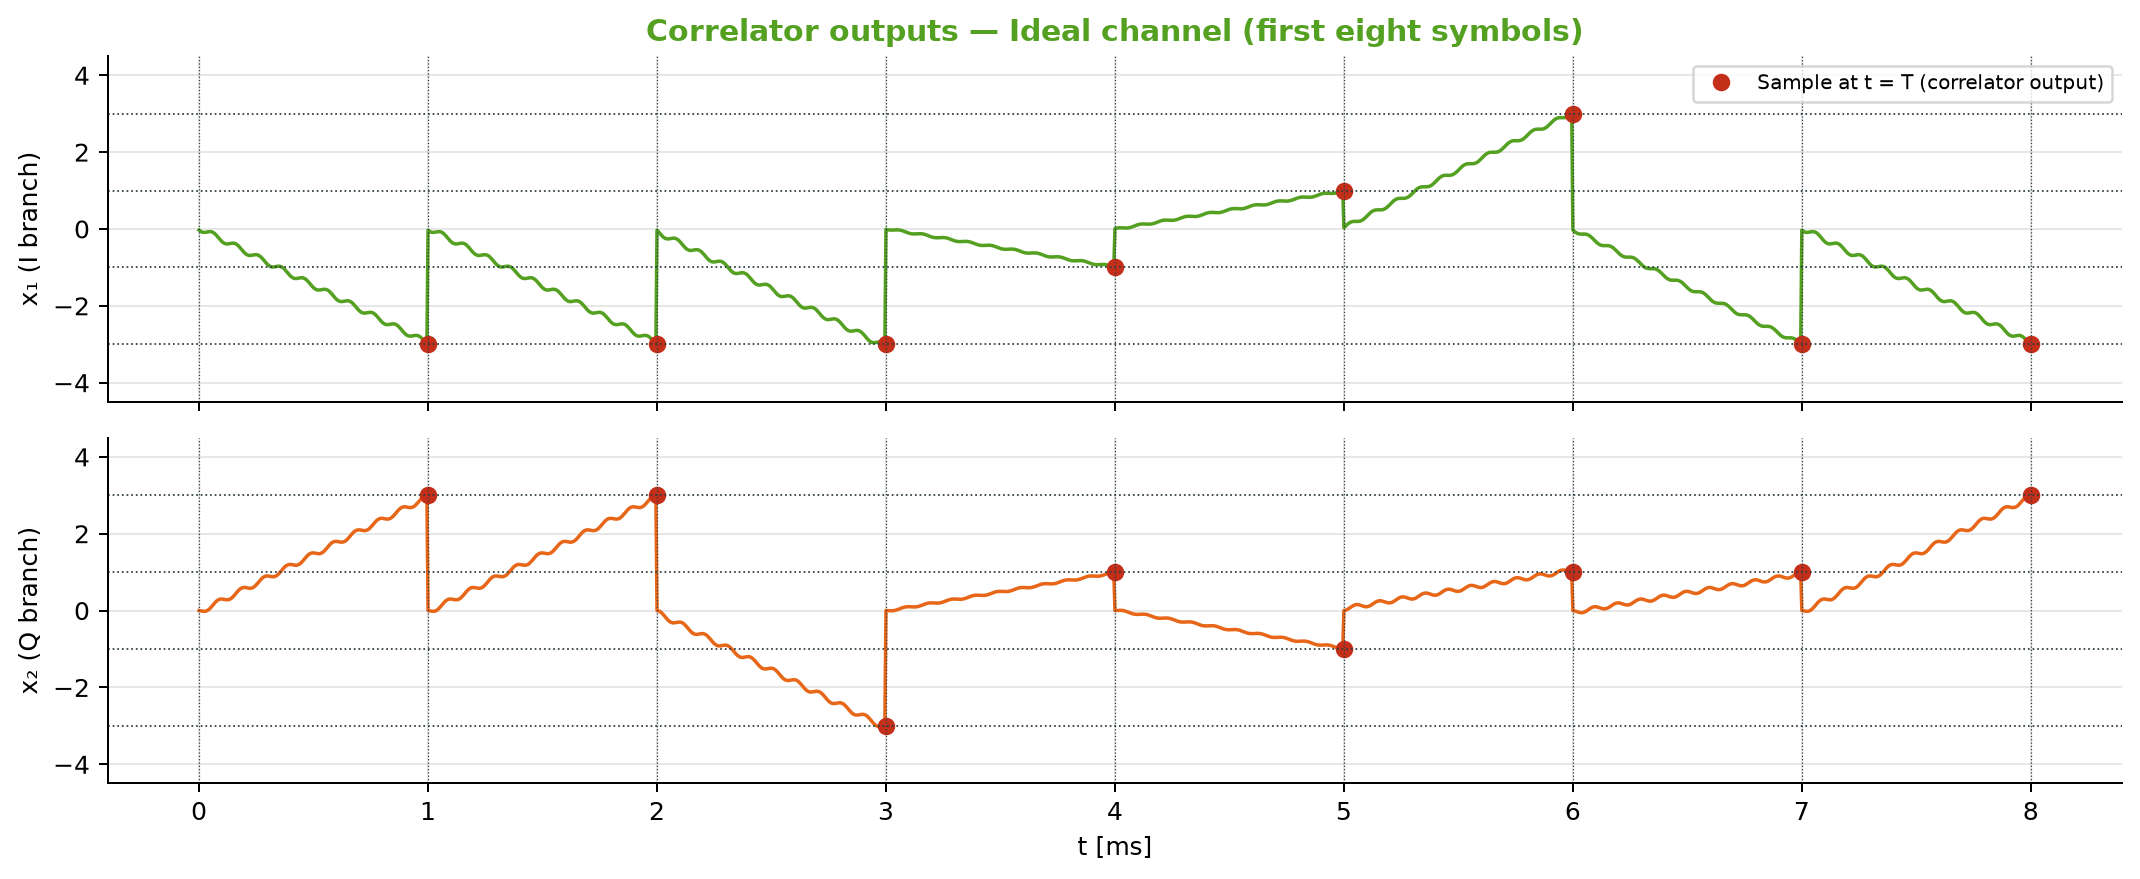 Correlator outputs — Ideal channel (first eight symbols)
Sample at t = T (correlator output)
x₁ (I branch)
4
2
0
−2
−4
x₂ (Q branch)
4
2
0
−2
−4
0 1 2 3 4 5 6 7 8
t [ms]